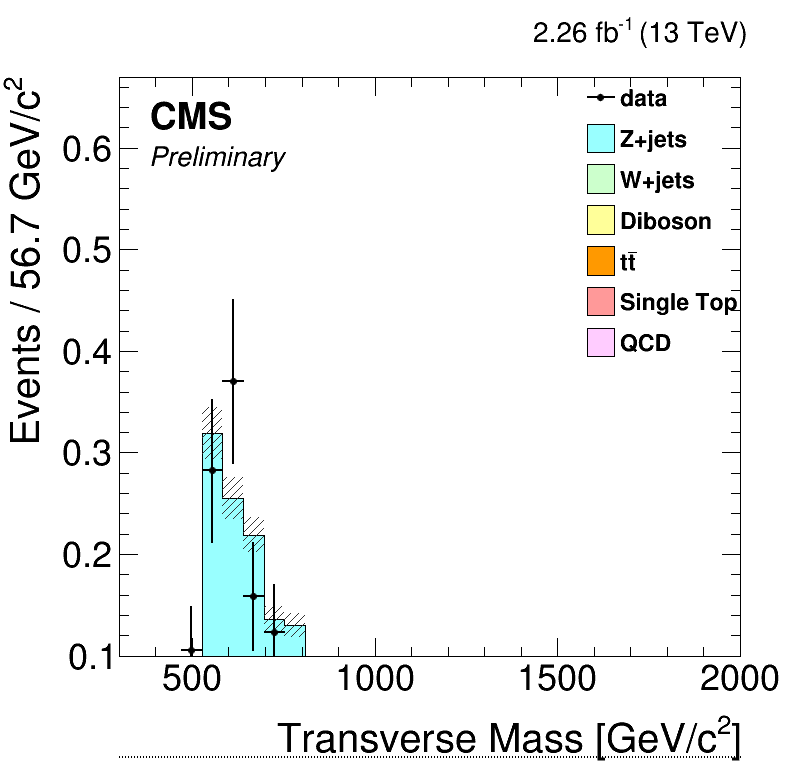 2.26 fb⁻¹ (13 TeV)
CMS
Preliminary
data
Z+jets
W+jets
Diboson
tt̄
Single Top
QCD
Events / 56.7 GeV/c²
0.6
0.5
0.4
0.3
0.2
0.1
500 1000 1500 2000
Transverse Mass [GeV/c²]